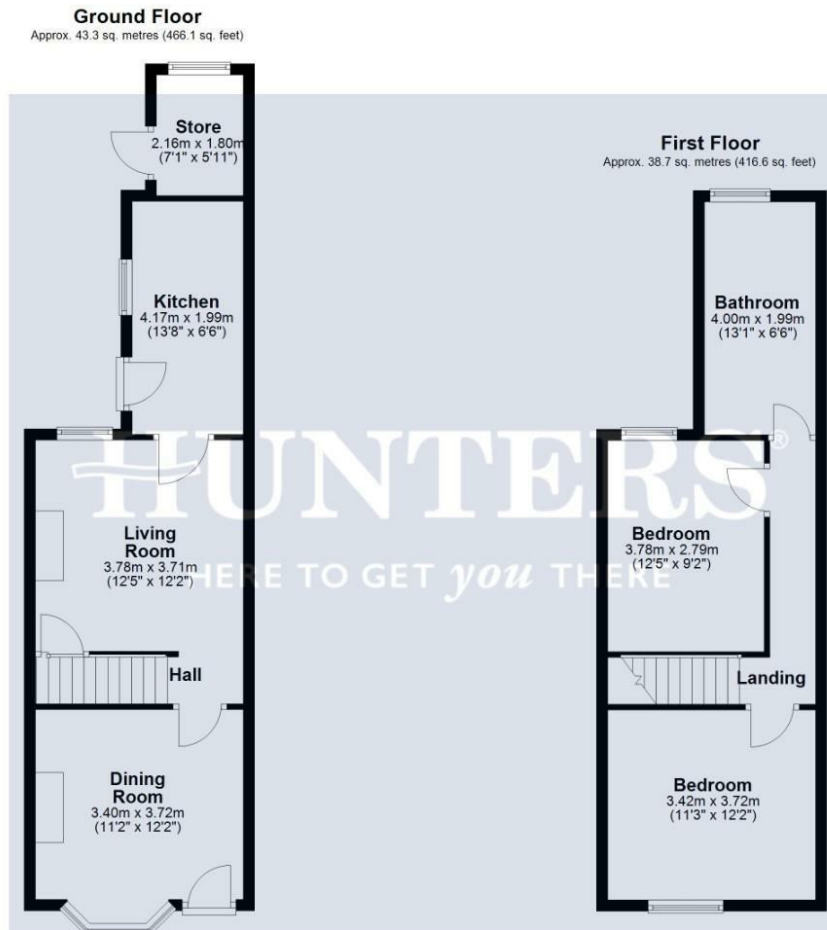 Ground Floor
Approx. 43.3 sq. metres (466.1 sq. feet)
Store
2.16m x 1.80m
(7'1" x 5'11")
Kitchen
4.17m x 1.99m
(13'8" x 6'6")
Living
Room
3.78m x 3.71m
(12'5" x 12'2")
Hall
Dining
Room
3.40m x 3.72m
(11'2" x 12'2")
First Floor
Approx. 38.7 sq. metres (416.6 sq. feet)
Bathroom
4.00m x 1.99m
(13'1" x 6'6")
Bedroom
3.78m x 2.79m
(12'5" x 9'2")
Landing
Bedroom
3.42m x 3.72m
(11'3" x 12'2")
HUNTERS®
HERE TO GET you THERE